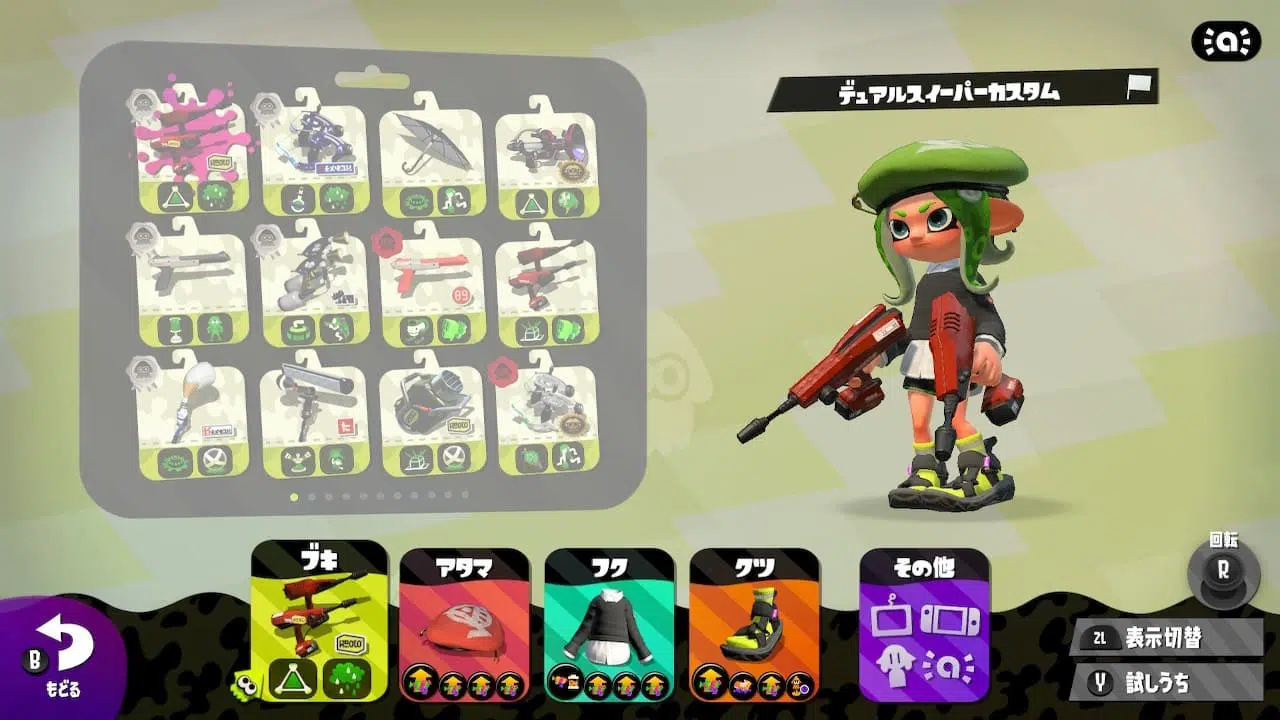 デュアルスイーパーカスタム
89
ブキ
アタマ
フク
クツ
その他
回転
R
ZL 表示切替
Y 試しうち
B もどる